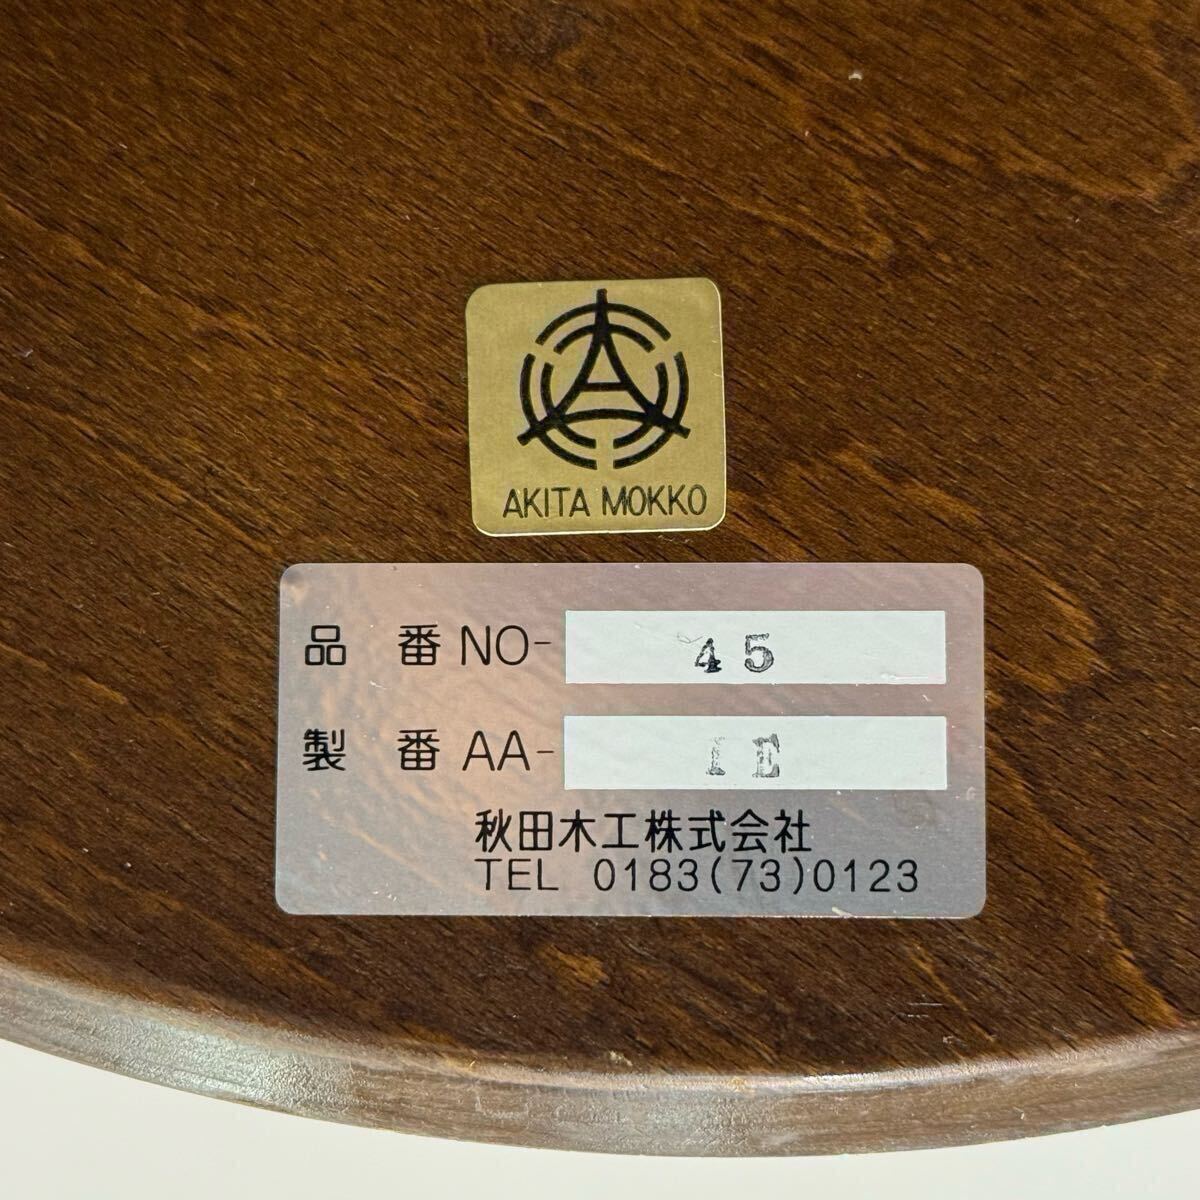 AKITA MOKKO
品番 NO- 45
製番 AA- IE
秋田木工株式会社
TEL 0183(73)0123